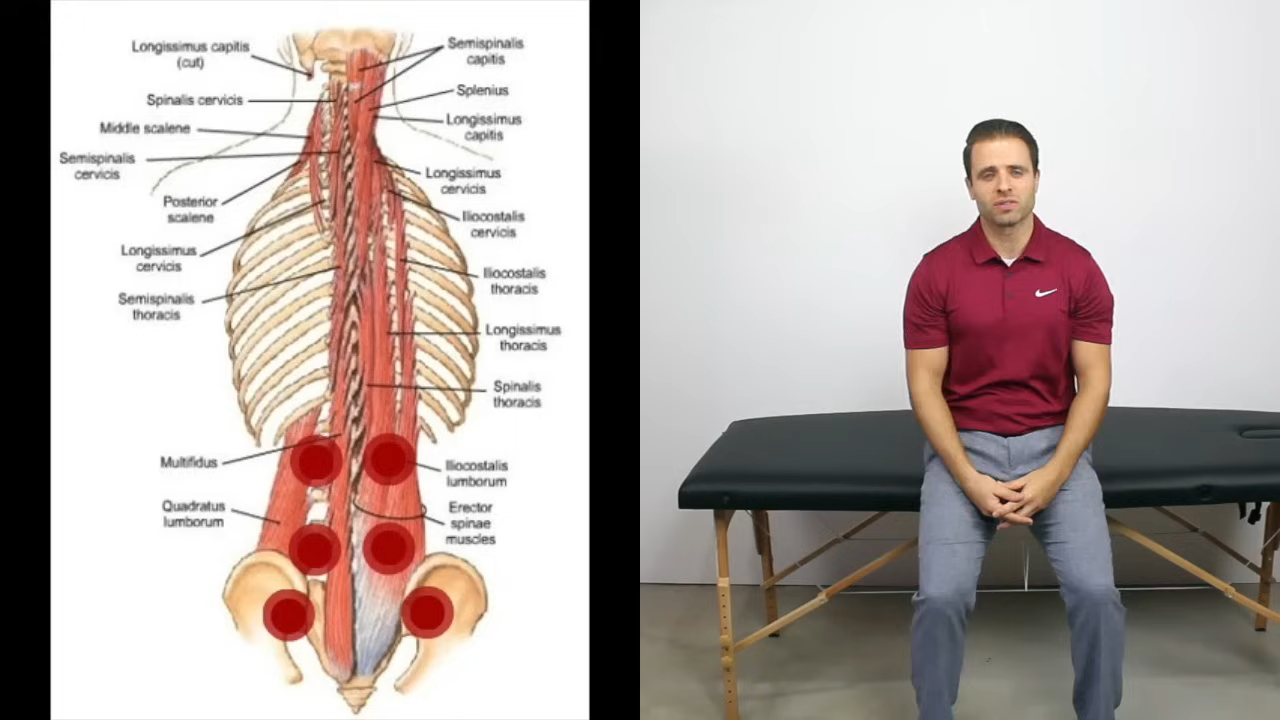 Longissimus capitis
(cut)
Spinalis cervicis
Middle scalene
Semispinalis
cervicis
Posterior
scalene
Longissimus
cervicis
Semispinalis
thoracis
Multifidus
Quadratus
lumborum
Semispinalis
capitis
Splenius
Longissimus
capitis
Longissimus
cervicis
Iliocostalis
cervicis
Iliocostalis
thoracis
Longissimus
thoracis
Spinalis
thoracis
Iliocostalis
lumborum
Erector
spinae
muscles